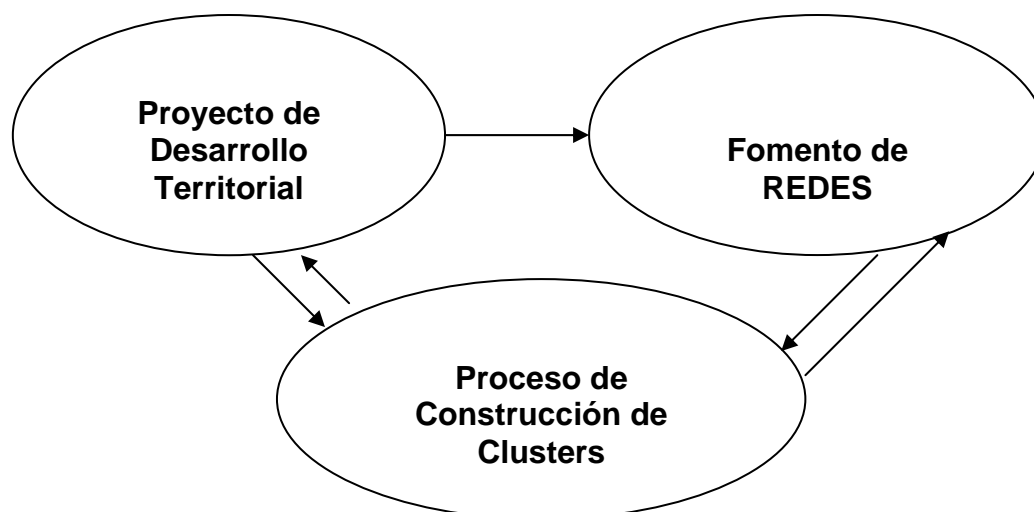 Proyecto de
Desarrollo
Territorial
Fomento de
REDES
Proceso de
Construcción de
Clusters